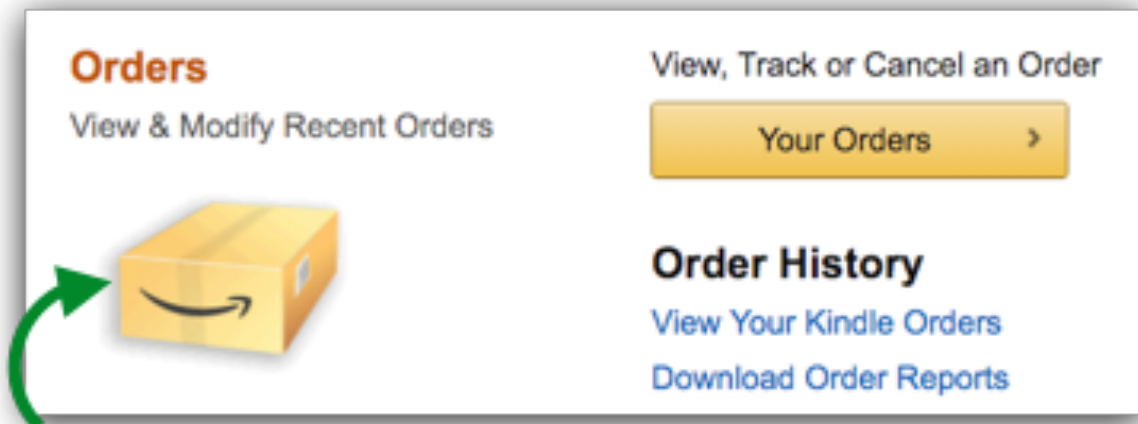 Orders
View & Modify Recent Orders
View, Track or Cancel an Order
Your Orders
Order History
View Your Kindle Orders
Download Order Reports